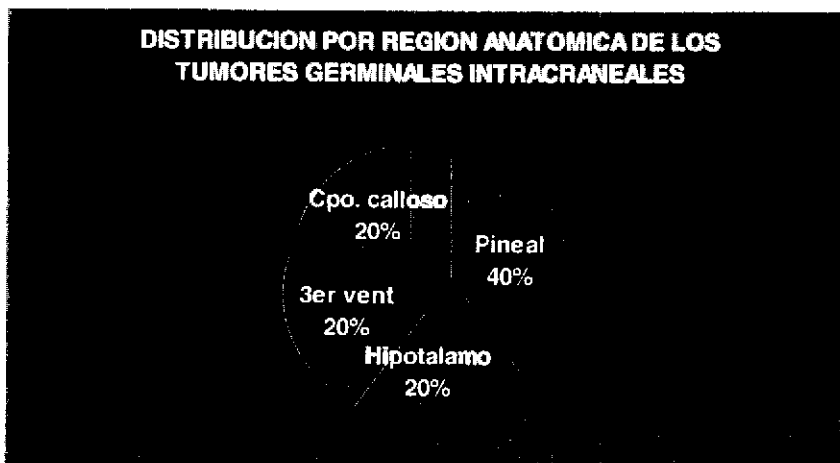 DISTRIBUCION POR REGION ANATOMICA DE LOS
TUMORES GERMINALES INTRACRANEALES
Cpo. calloso
20%
Pineal
40%
3er vent
20%
Hipotalamo
20%